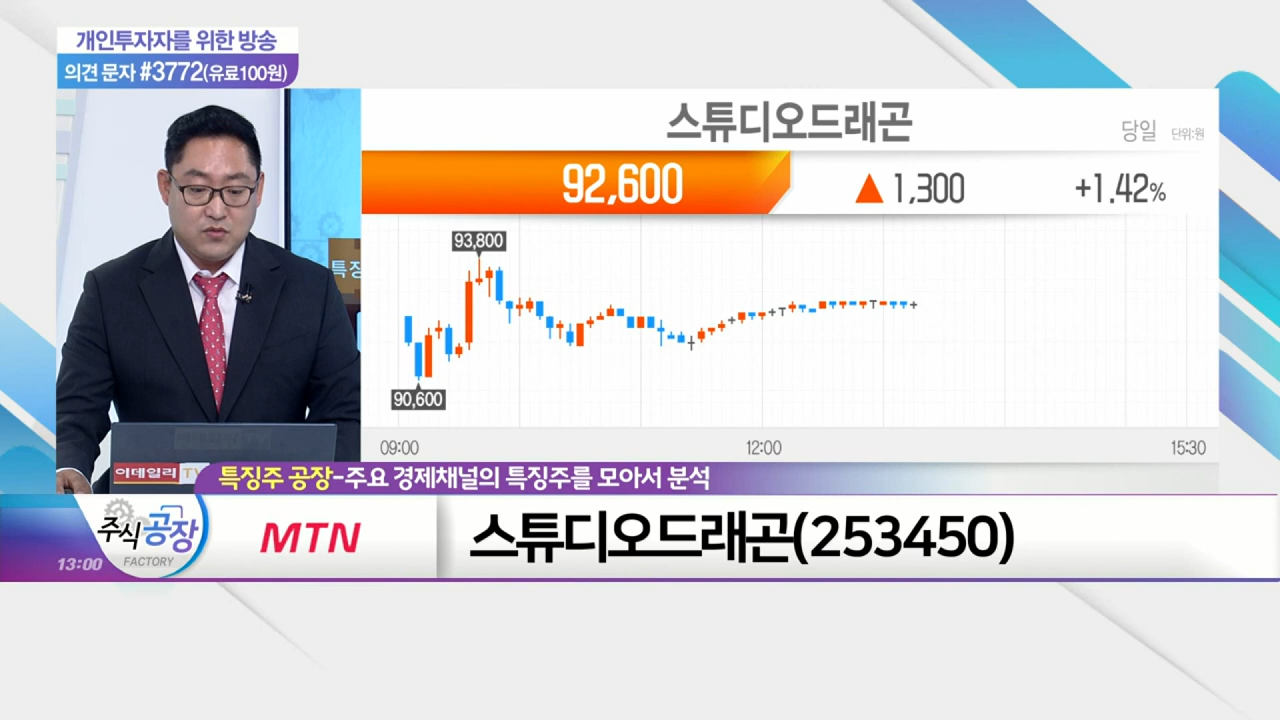 개인투자자를 위한 방송
의견 문자 #3772(유료100원)
스튜디오드래곤
당일 단위:원
92,600 ▲ 1,300 +1.42%
93,800
90,600
특징
09:00 12:00 15:30
이데일리 TV
특징주 공장-주요 경제채널의 특징주를 모아서 분석
주식공장
FACTORY
13:00
MTN
스튜디오드래곤(253450)